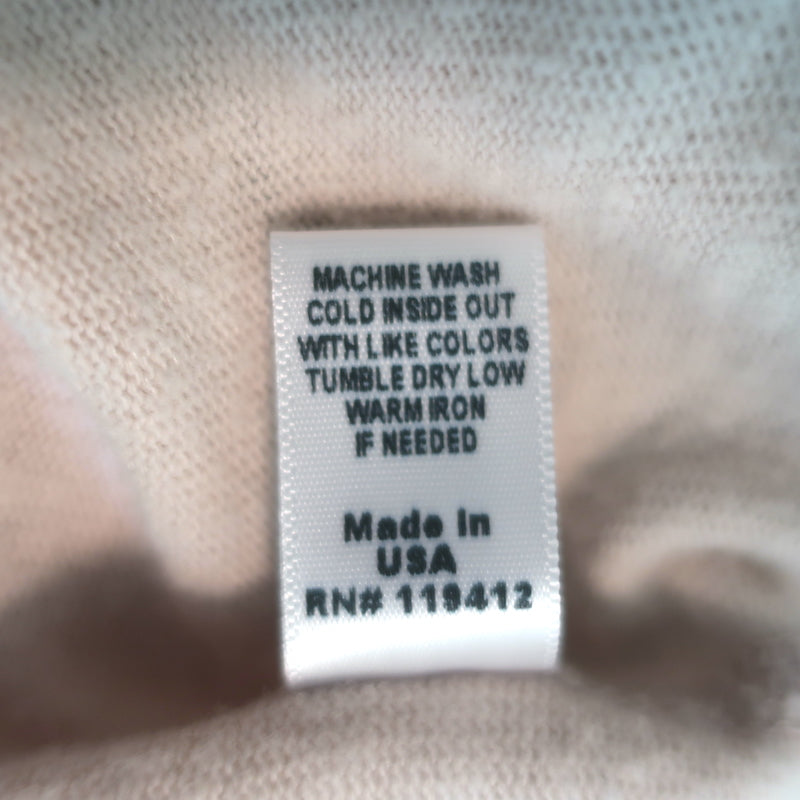 MACHINE WASH
COLD INSIDE OUT
WITH LIKE COLORS
TUMBLE DRY LOW
WARM IRON
IF NEEDED
Made In
USA
RN# 119412